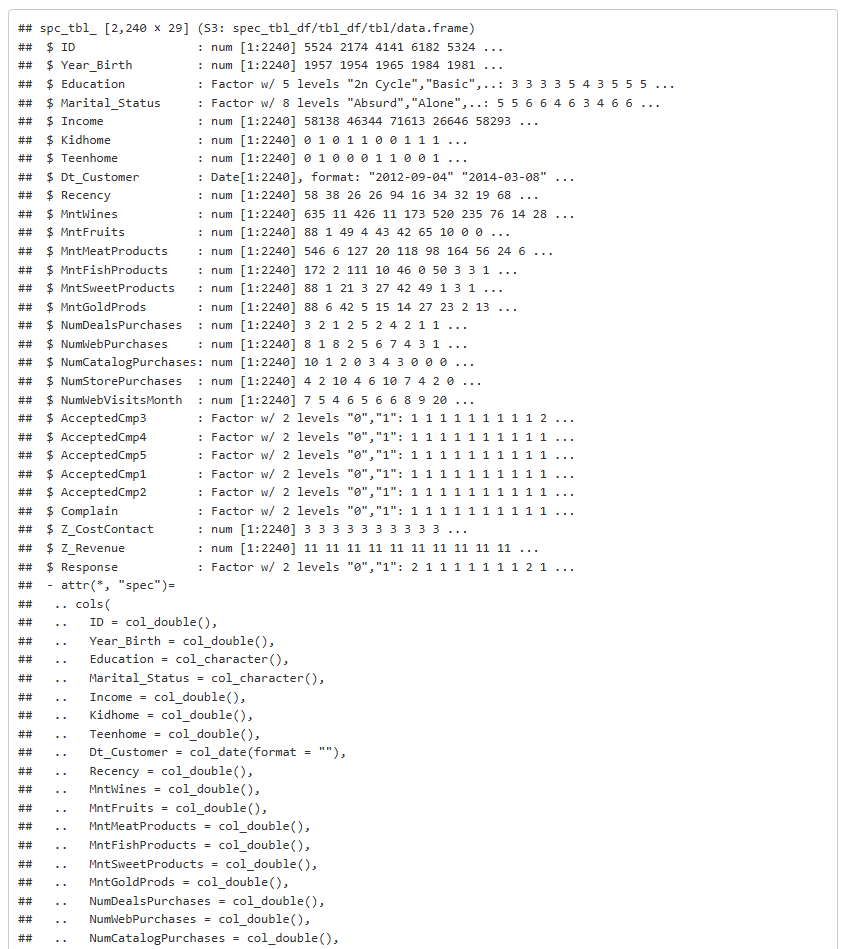 ## spc_tbl_ [2,240 × 29] (S3: spec_tbl_df/tbl_df/tbl/data.frame)
##  $ ID                 : num [1:2240] 5524 2174 4141 6182 5324 ...
##  $ Year_Birth         : num [1:2240] 1957 1954 1965 1984 1981 ...
##  $ Education          : Factor w/ 5 levels "2n Cycle","Basic",..: 3 3 3 3 5 4 3 5 5 5 ...
##  $ Marital_Status     : Factor w/ 8 levels "Absurd","Alone",..: 5 5 6 6 4 6 3 4 6 6 ...
##  $ Income             : num [1:2240] 58138 46344 71613 26646 58293 ...
##  $ Kidhome            : num [1:2240] 0 1 0 1 1 0 0 1 1 1 ...
##  $ Teenhome           : num [1:2240] 0 1 0 0 0 1 1 0 0 1 ...
##  $ Dt_Customer        : Date[1:2240], format: "2012-09-04" "2014-03-08" ...
##  $ Recency            : num [1:2240] 58 38 26 26 94 16 34 32 19 68 ...
##  $ MntWines           : num [1:2240] 635 11 426 11 173 520 235 76 14 28 ...
##  $ MntFruits          : num [1:2240] 88 1 49 4 43 42 65 10 0 0 ...
##  $ MntMeatProducts    : num [1:2240] 546 6 127 20 118 98 164 56 24 6 ...
##  $ MntFishProducts    : num [1:2240] 172 2 111 10 46 0 50 3 3 1 ...
##  $ MntSweetProducts   : num [1:2240] 88 1 21 3 27 42 49 1 3 1 ...
##  $ MntGoldProds       : num [1:2240] 88 6 42 5 15 14 27 23 2 13 ...
##  $ NumDealsPurchases  : num [1:2240] 3 2 1 2 5 2 4 2 1 1 ...
##  $ NumWebPurchases    : num [1:2240] 8 1 8 2 5 6 7 4 3 1 ...
##  $ NumCatalogPurchases: num [1:2240] 10 1 2 0 3 4 3 0 0 0 ...
##  $ NumStorePurchases  : num [1:2240] 4 2 10 4 6 10 7 4 2 0 ...
##  $ NumWebVisitsMonth  : num [1:2240] 7 5 4 6 5 6 6 8 9 20 ...
##  $ AcceptedCmp3       : Factor w/ 2 levels "0","1": 1 1 1 1 1 1 1 1 1 2 ...
##  $ AcceptedCmp4       : Factor w/ 2 levels "0","1": 1 1 1 1 1 1 1 1 1 1 ...
##  $ AcceptedCmp5       : Factor w/ 2 levels "0","1": 1 1 1 1 1 1 1 1 1 1 ...
##  $ AcceptedCmp1       : Factor w/ 2 levels "0","1": 1 1 1 1 1 1 1 1 1 1 ...
##  $ AcceptedCmp2       : Factor w/ 2 levels "0","1": 1 1 1 1 1 1 1 1 1 1 ...
##  $ Complain           : Factor w/ 2 levels "0","1": 1 1 1 1 1 1 1 1 1 1 ...
##  $ Z_CostContact      : num [1:2240] 3 3 3 3 3 3 3 3 3 3 ...
##  $ Z_Revenue          : num [1:2240] 11 11 11 11 11 11 11 11 11 11 ...
##  $ Response           : Factor w/ 2 levels "0","1": 2 1 1 1 1 1 1 1 2 1 ...
##  - attr(*, "spec")=
##   .. cols(
##   ..   ID = col_double(),
##   ..   Year_Birth = col_double(),
##   ..   Education = col_character(),
##   ..   Marital_Status = col_character(),
##   ..   Income = col_double(),
##   ..   Kidhome = col_double(),
##   ..   Teenhome = col_double(),
##   ..   Dt_Customer = col_date(format = ""),
##   ..   Recency = col_double(),
##   ..   MntWines = col_double(),
##   ..   MntFruits = col_double(),
##   ..   MntMeatProducts = col_double(),
##   ..   MntFishProducts = col_double(),
##   ..   MntSweetProducts = col_double(),
##   ..   MntGoldProds = col_double(),
##   ..   NumDealsPurchases = col_double(),
##   ..   NumWebPurchases = col_double(),
##   ..   NumCatalogPurchases = col_double(),